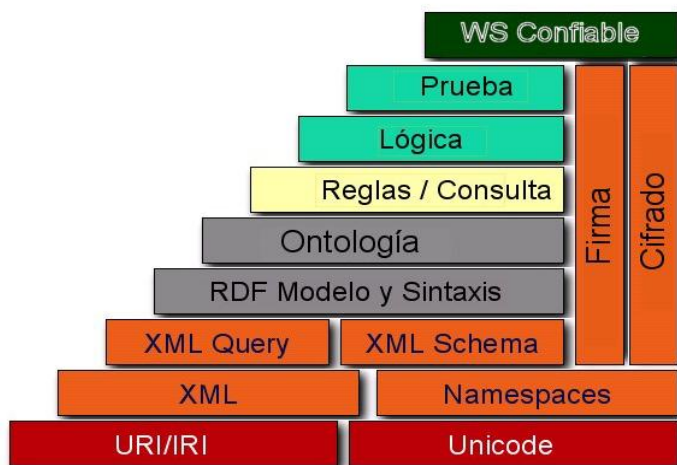 WS Confiable
Prueba
Lógica
Reglas / Consulta
Ontología
RDF Modelo y Sintaxis
XML Query
XML Schema
Firma
Cifrado
XML
Namespaces
URI/IRI
Unicode